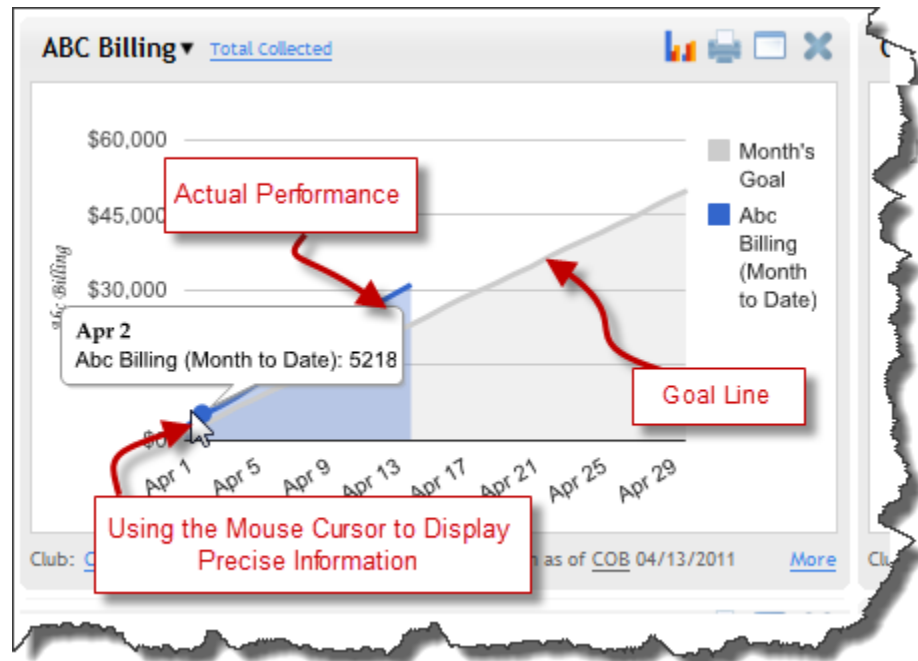 ABC Billing▾ Total Collected
$60,000
$45,000
$30,000
$0
Abc Billing
Actual Performance
Month's
Goal
Abc
Billing
(Month
to Date)
Apr 2
Abc Billing (Month to Date): 5218
Goal Line
Apr 1 Apr 5 Apr 9 Apr 13 Apr 17 Apr 21 Apr 25 Apr 29
Using the Mouse Cursor to Display
Precise Information
Club: as of COB 04/13/2011 More